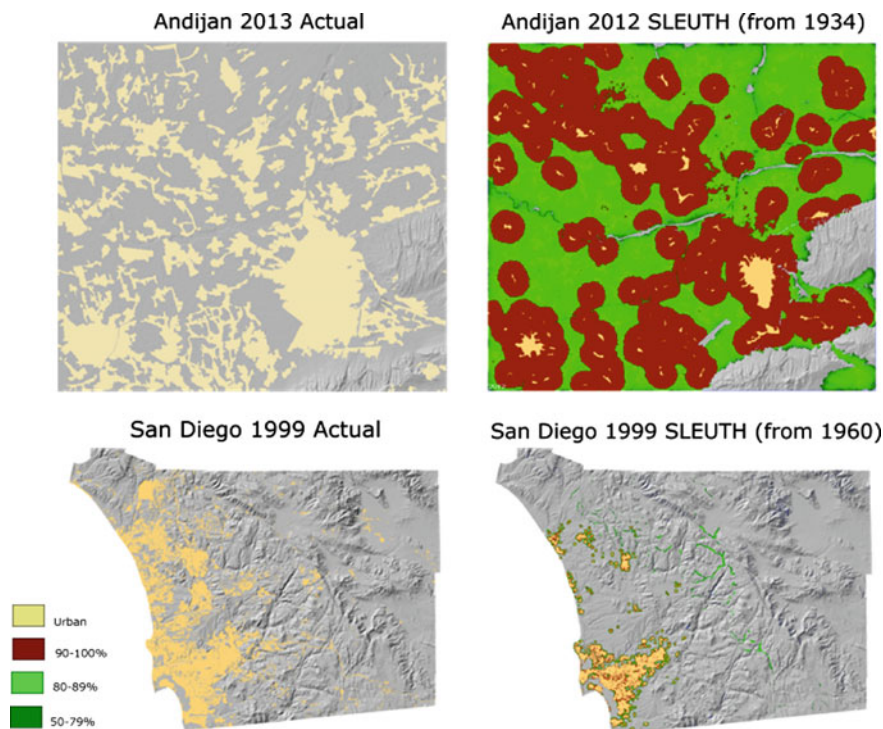 Andijan 2013 Actual
Andijan 2012 SLEUTH (from 1934)
San Diego 1999 Actual
San Diego 1999 SLEUTH (from 1960)
Urban
90-100%
80-89%
50-79%